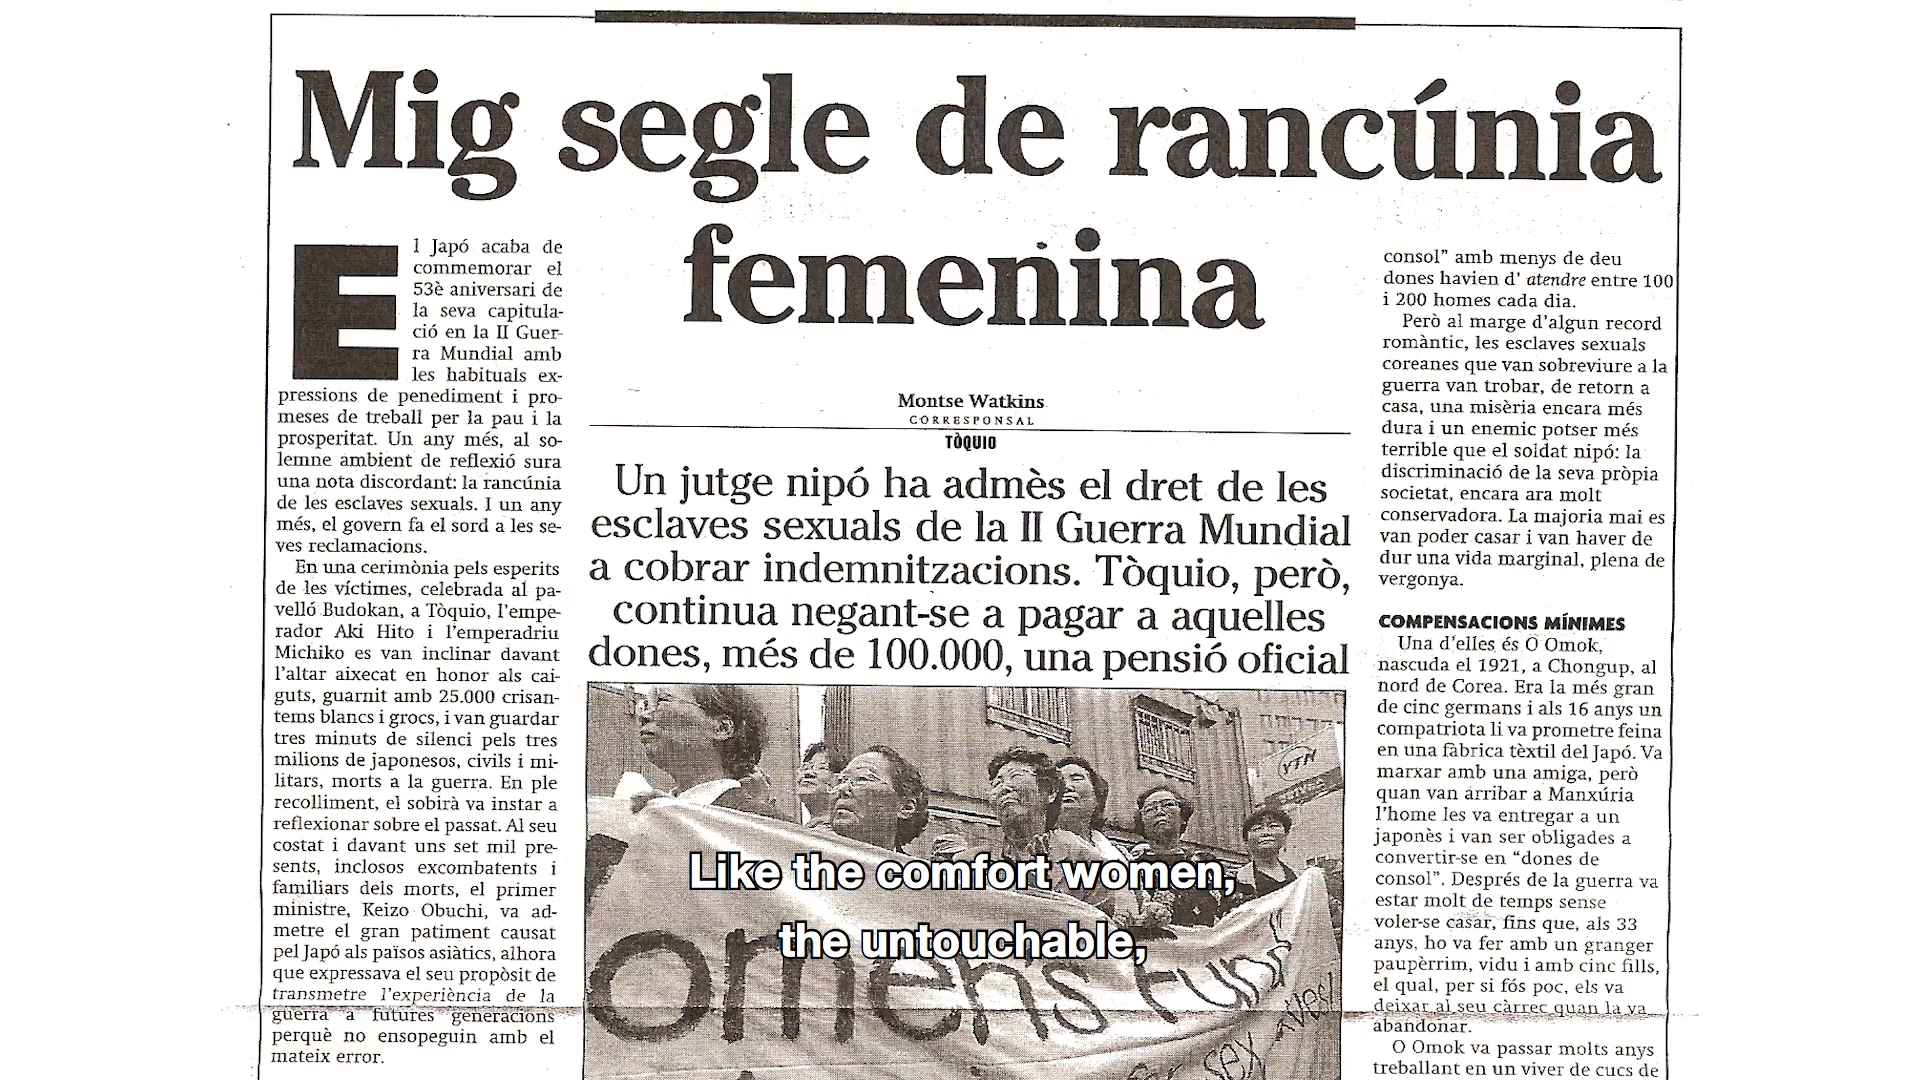 Mig segle de rancúnia
femenina
El Japó acaba de
commemorar el
53è aniversari de
la seva capitula-
ció en la II Guer-
ra Mundial amb
les habituals ex-
pressions de penediment i pro-
meses de treball per la pau i la
prosperitat. Un any més, al so-
lemne ambient de reflexió sura
una nota discordant: la rancúnia
de les esclaves sexuals. I un any
més, el govern fa el sord a les se-
ves reclamacions.
En una cerimònia pels esperits
de les víctimes, celebrada al pa-
velló Budokan, a Tòquio, l'empe-
rador Aki Hito i l'emperadriu
Michiko es van inclinar davant
l'altar aixecat en honor als cai-
guts, guarnit amb 25.000 crisan-
tems blancs i grocs, i van guardar
tres minuts de silenci pels tres
milions de japonesos, civils i mi-
litars, morts a la guerra. En ple
recolliment, el sobirà va instar a
reflexionar sobre el passat. Al seu
costat i davant uns set mil pre-
sents, inclosos excombatents i
familiars dels morts, el primer
ministre, Keizo Obuchi, va ad-
metre el gran patiment causat
pel Japó als països asiàtics, alhora
que expressava el seu propòsit de
transmetre l'experiència de la
guerra a futures generacions
perquè no ensopeguin amb el
mateix error.
Montse Watkins
CORRESPONSAL
TÒQUIO
Un jutge nipó ha admès el dret de les
esclaves sexuals de la II Guerra Mundial
a cobrar indemnitzacions. Tòquio, però,
continua negant-se a pagar a aquelles
dones, més de 100.000, una pensió oficial
YTN
omen's Fund
sex
Like the comfort women,
the untouchable,
consol" amb menys de deu
dones havien d' atendre entre 100
i 200 homes cada dia.
Però al marge d'algun record
romàntic, les esclaves sexuals
coreanes que van sobreviure a la
guerra van trobar, de retorn a
casa, una misèria encara més
dura i un enemic potser més
terrible que el soldat nipó: la
discriminació de la seva pròpia
societat, encara ara molt
conservadora. La majoria mai es
van poder casar i van haver de
dur una vida marginal, plena de
vergonya.
COMPENSACIONS MÍNIMES
Una d'elles és O Omok,
nascuda el 1921, a Chongup, al
nord de Corea. Era la més gran
de cinc germans i als 16 anys un
compatriota li va prometre feina
en una fàbrica tèxtil del Japó. Va
marxar amb una amiga, però
quan van arribar a Manxúria
l'home les va entregar a un
japonès i van ser obligades a
convertir-se en "dones de
consol". Després de la guerra va
estar molt de temps sense
voler-se casar, fins que, als 33
anys, ho va fer amb un granger
paupèrrim, vidu i amb cinc fills,
el qual, per si fós poc, els va
deixar al seu càrrec quan la va
abandonar.
O Omok va passar molts anys
treballant en un viver de cucs de